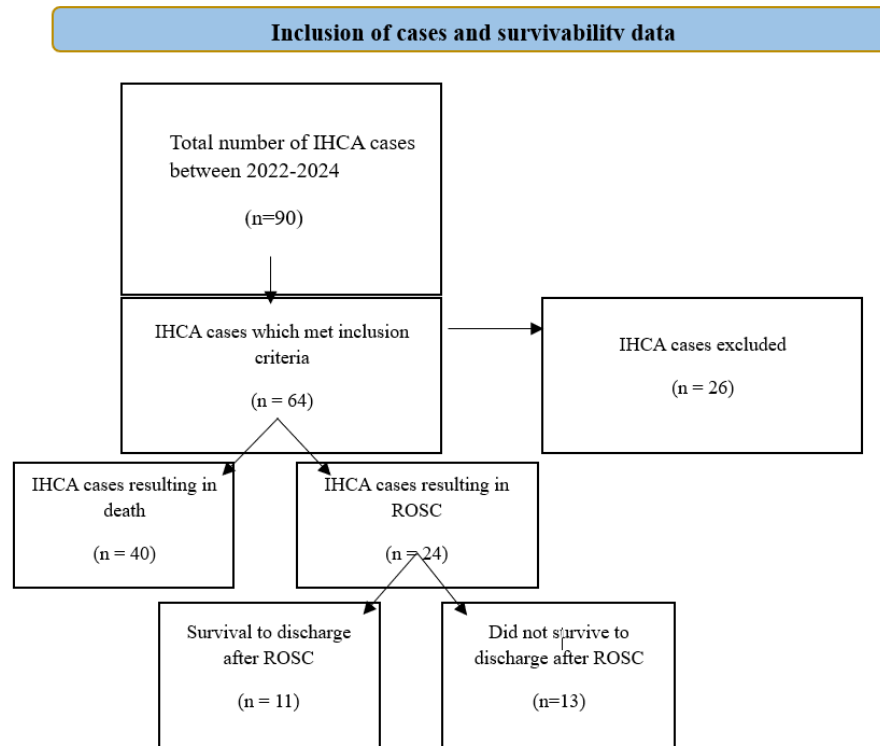 Inclusion of cases and survivability data
Total number of IHCA cases
between 2022-2024
(n=90)
IHCA cases which met inclusion
criteria
(n = 64)
IHCA cases excluded
(n = 26)
IHCA cases resulting in
death
(n = 40)
IHCA cases resulting in
ROSC
(n = 24)
Survival to discharge
after ROSC
(n = 11)
Did not survive to
discharge after ROSC
(n=13)